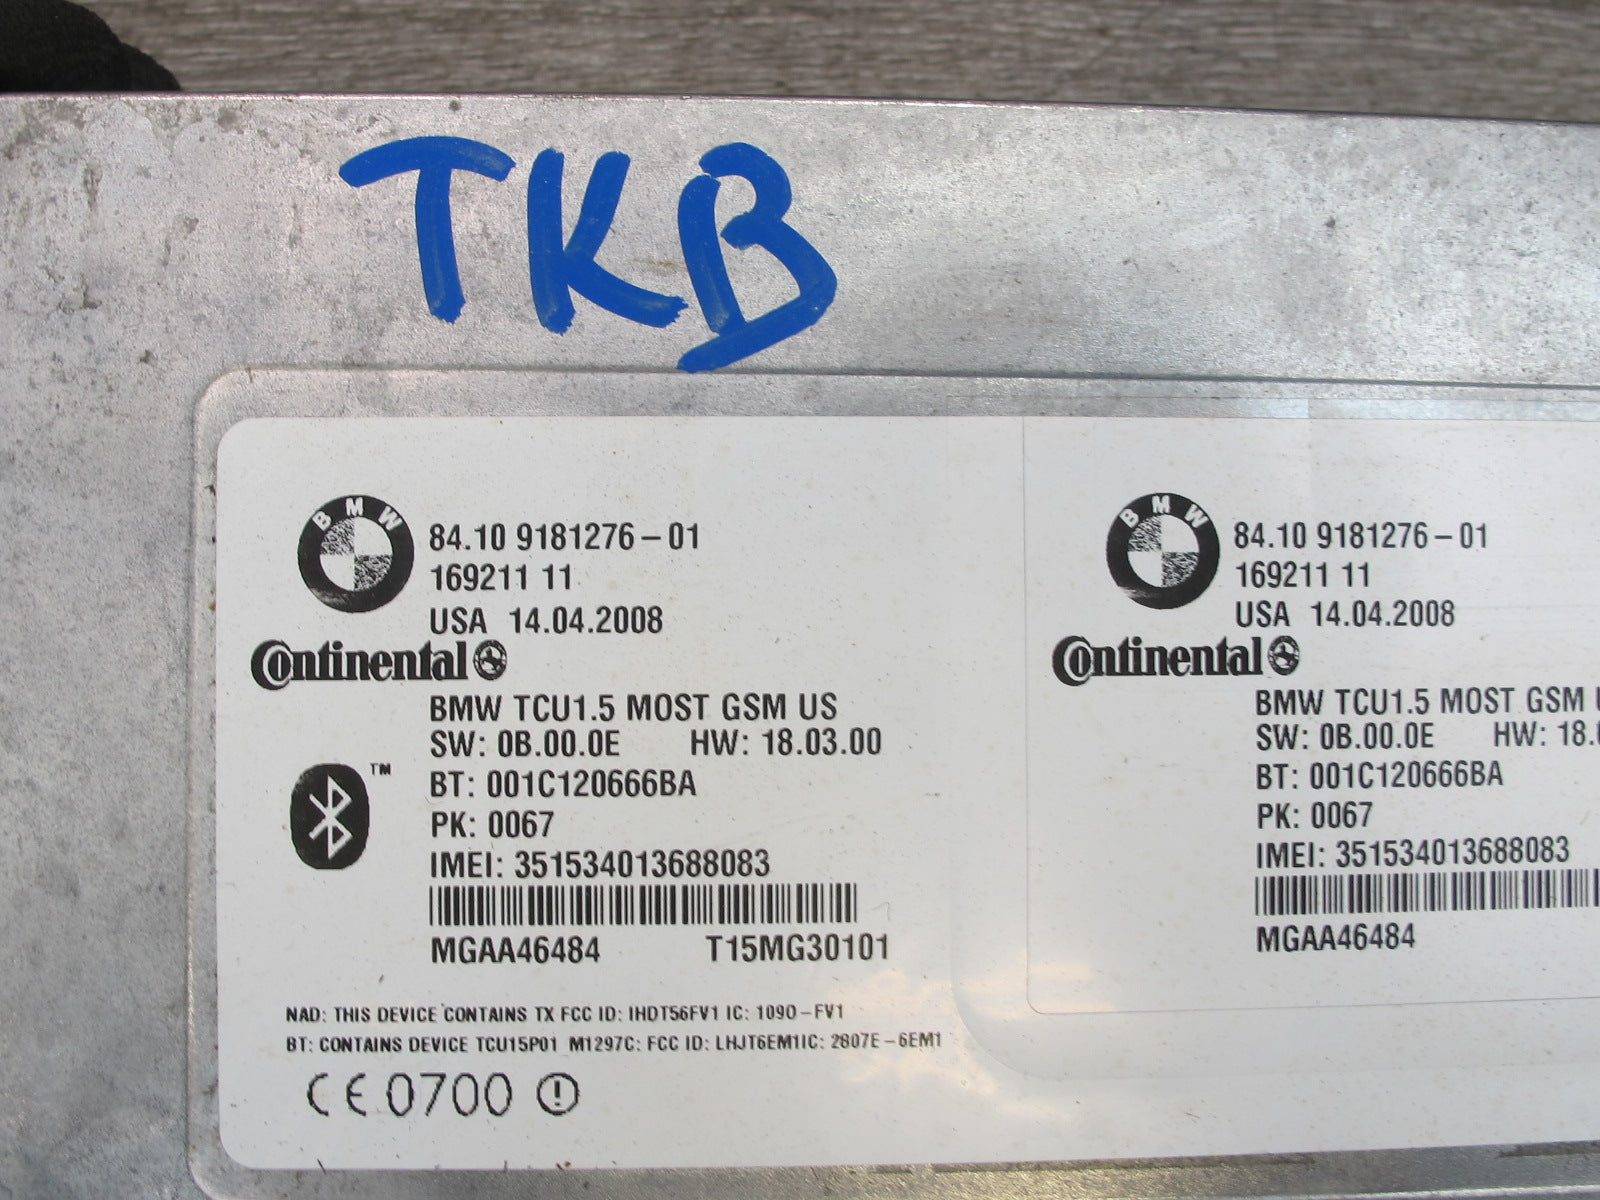 TKB
BMW
84.10 9181276-01
169211 11
USA 14.04.2008
Continental
BMW TCU1.5 MOST GSM US
SW: 0B.00.0E HW: 18.03.00
BT: 001C120666BA
TM
PK: 0067
IMEI: 351534013688083
MGAA46484 T15MG30101
NAD: THIS DEVICE CONTAINS TX FCC ID: IHDT56FV1 IC: 1090-FV1
BT: CONTAINS DEVICE TCU15P01 M1297C: FCC ID: LHJT6EM1IC: 2807E-6EM1
CE 0700
BMW
84.10 9181276-01
169211 11
USA 14.04.2008
Continental
BMW TCU1.5 MOST GSM
SW: 0B.00.0E HW: 18.
BT: 001C120666BA
PK: 0067
IMEI: 351534013688083
MGAA46484